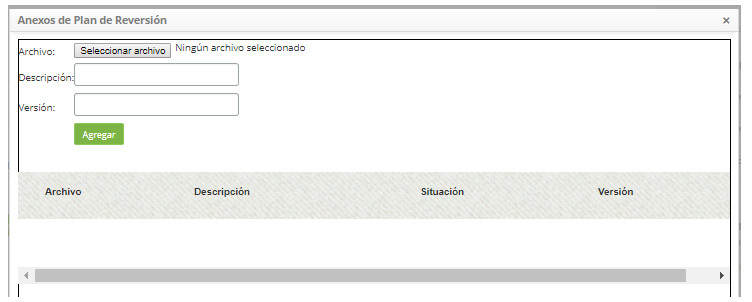 Anexos de Plan de Reversión ×
Archivo: Seleccionar archivo Ningún archivo seleccionado
Descripción:
Versión:
Agregar
Archivo Descripción Situación Versión